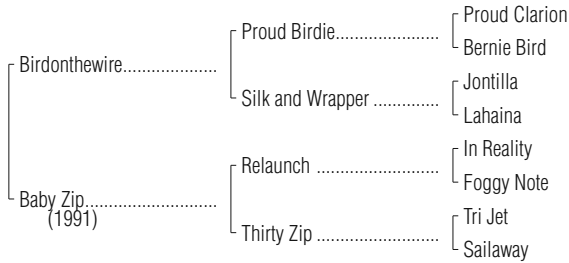 Proud Clarion
Proud Birdie
Bernie Bird
Birdonthewire
Jontilla
Silk and Wrapper
Lahaina
In Reality
Relaunch
Foggy Note
Baby Zip
(1991)
Tri Jet
Thirty Zip
Sailaway